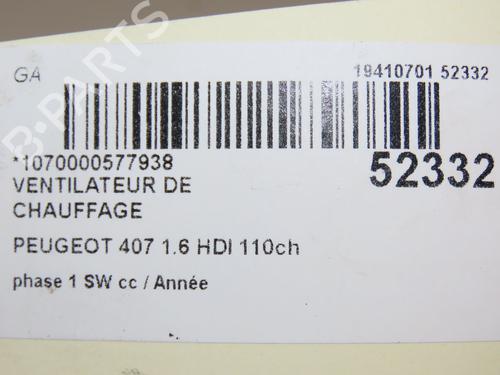 GA
19410701 52332
*1070000577938
52332
VENTILATEUR DE
CHAUFFAGE
PEUGEOT 407 1.6 HDI 110ch
phase 1 SW cc / Année
B-PARTS